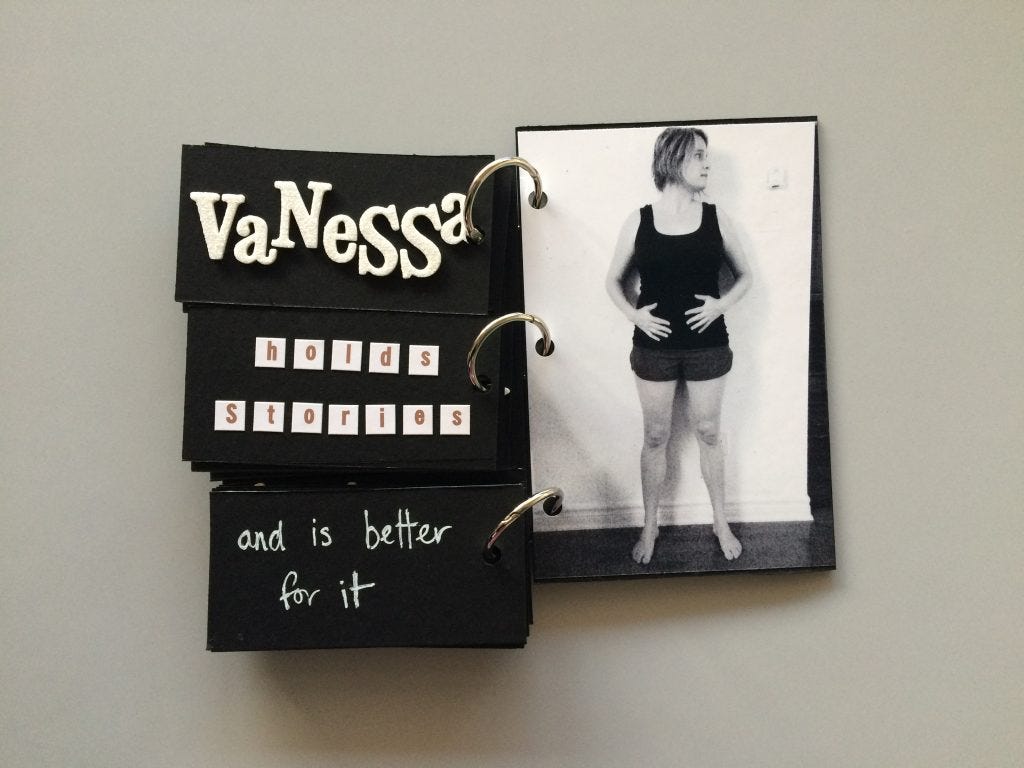 VaNeSSa
holds
Stories
and is better
for it